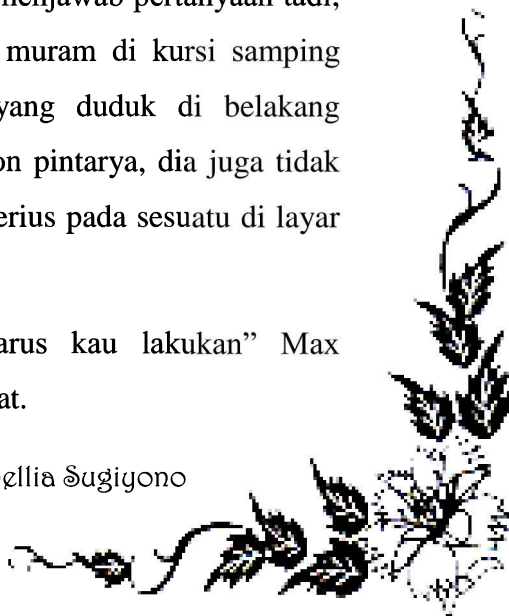 menjawab pertanyaan tadi,
muram di kursi samping
yang duduk di belakang
on pintarya, dia juga tidak
erius pada sesuatu di layar
arus kau lakukan” Max
at.
ellia Sugiyono